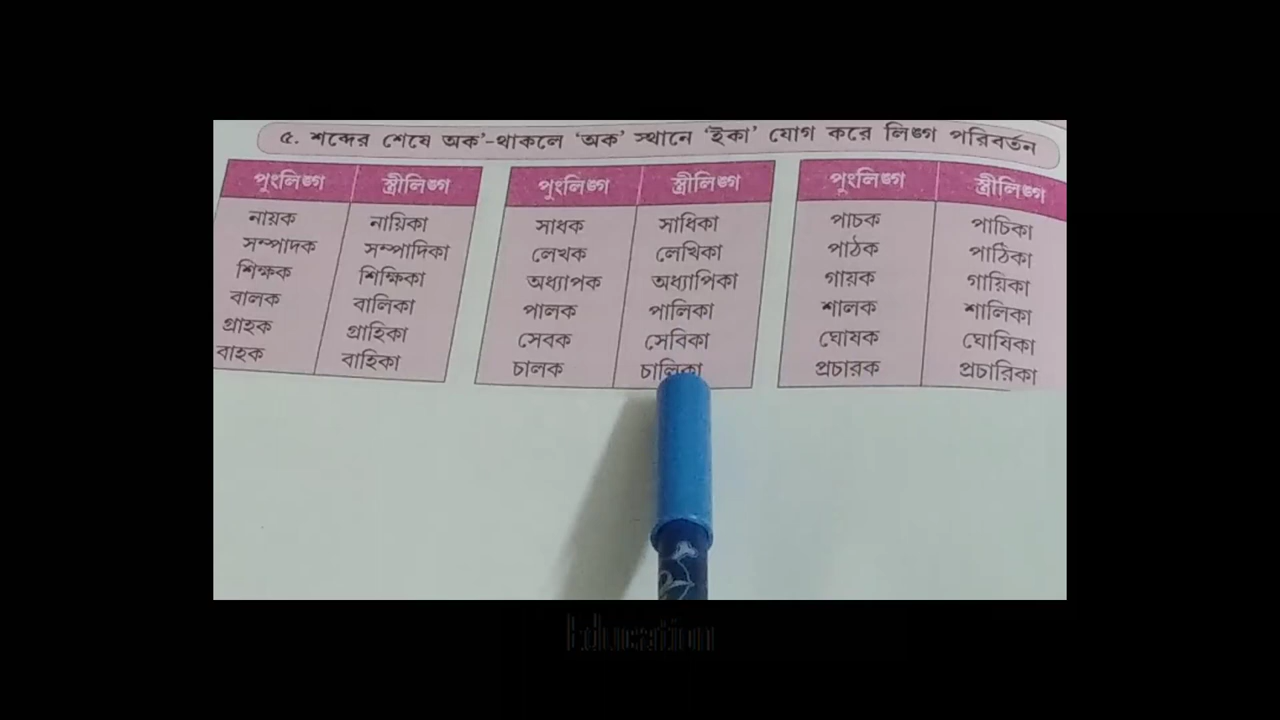 ৫. শব্দের শেষে অক'-থাকলে 'অক' স্থানে 'ইকা' যোগ করে লিঙ্গ পরিবর্তন
পুংলিঙ্গ স্ত্রীলিঙ্গ
নায়ক নায়িকা
সম্পাদক সম্পাদিকা
শিক্ষক শিক্ষিকা
বালক বালিকা
গ্রাহক গ্রাহিকা
বাহক বাহিকা
পুংলিঙ্গ স্ত্রীলিঙ্গ
সাধক সাধিকা
লেখক লেখিকা
অধ্যাপক অধ্যাপিকা
পালক পালিকা
সেবক সেবিকা
চালক চালিকা
পুংলিঙ্গ স্ত্রীলিঙ্গ
পাচক পাচিকা
পাঠক পাঠিকা
গায়ক গায়িকা
শালক শালিকা
ঘোষক ঘোষিকা
প্রচারক প্রচারিকা
Education